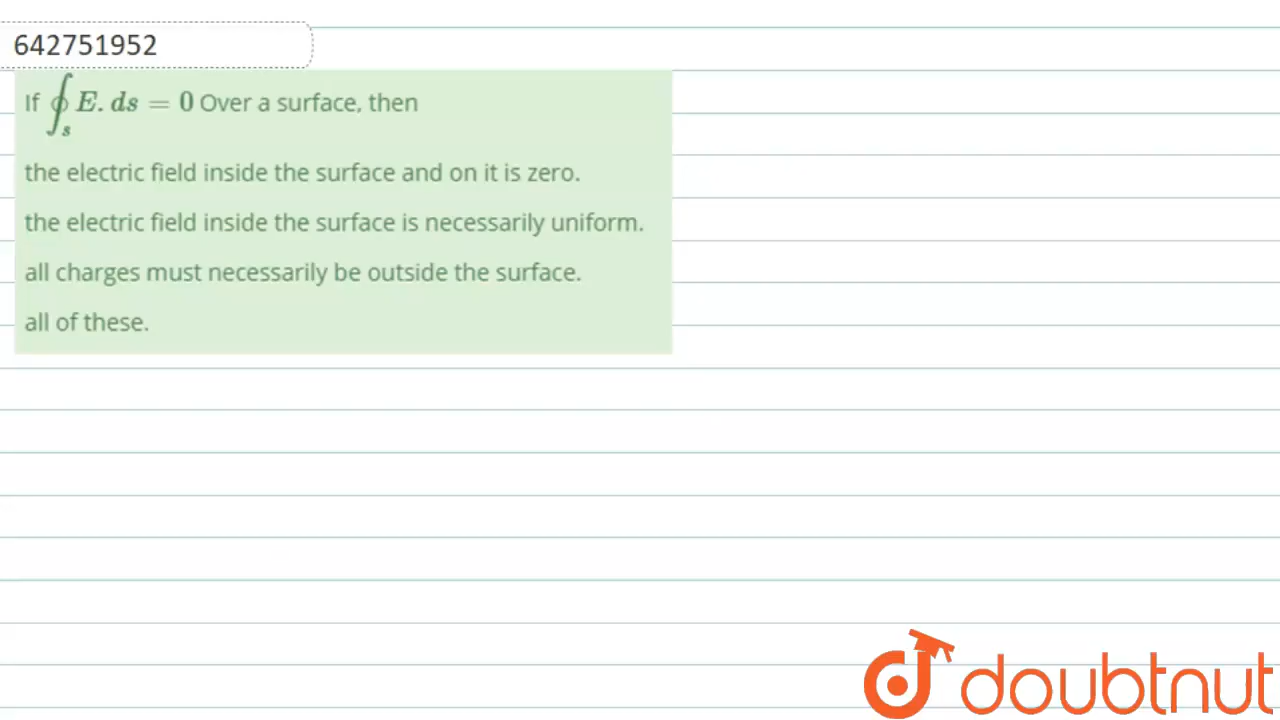 642751952
If ∮ₛ E. ds = 0 Over a surface, then
the electric field inside the surface and on it is zero.
the electric field inside the surface is necessarily uniform.
all charges must necessarily be outside the surface.
all of these.
doubtnut